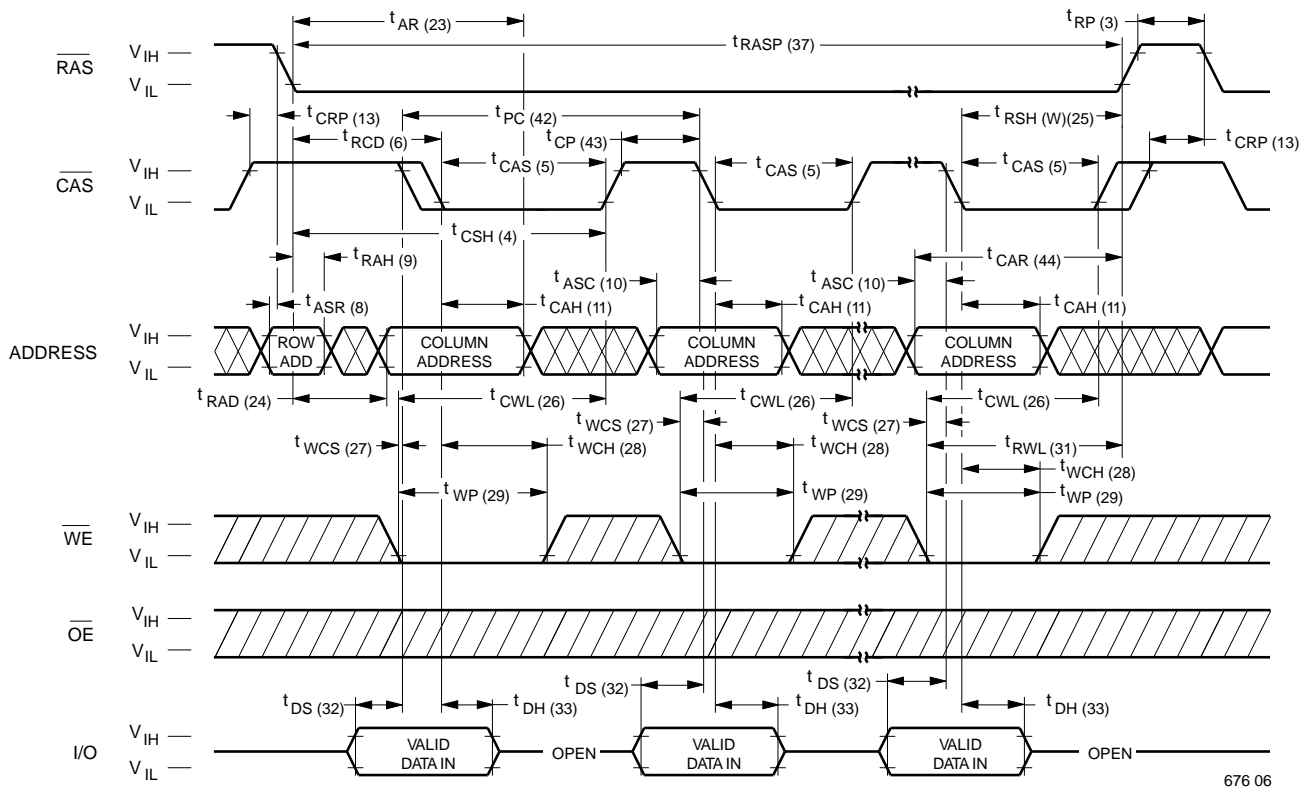 t AR (23)
t RP (3)
RAS
V IH
V IL
t RASP (37)
t CRP (13)
t PC (42)
t RSH (W)(25)
t RCD (6)
t CP (43)
t CRP (13)
CAS
V IH
V IL
t CAS (5)
t CAS (5)
t CAS (5)
t CSH (4)
t RAH (9)
t CAR (44)
t ASC (10)
t ASC (10)
t ASR (8)
t CAH (11)
t CAH (11)
t CAH (11)
ADDRESS
V IH
V IL
ROW
ADD
COLUMN
ADDRESS
COLUMN
ADDRESS
COLUMN
ADDRESS
t RAD (24)
t CWL (26)
t CWL (26)
t CWL (26)
t WCS (27)
t WCS (27)
t WCS (27)
t WCH (28)
t WCH (28)
t RWL (31)
t WCH (28)
t WP (29)
t WP (29)
t WP (29)
WE
V IH
V IL
OE
V IH
V IL
t DS (32)
t DS (32)
t DS (32)
t DH (33)
t DH (33)
t DH (33)
I/O
V IH
V IL
VALID
DATA IN
OPEN
VALID
DATA IN
VALID
DATA IN
OPEN
676 06